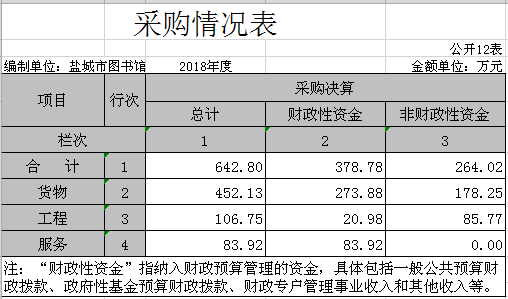 采购情况表
公开12表
编制单位：盐城市图书馆 2018年度 金额单位：万元
项目 行次 采购决算
总计 财政性资金 非财政性资金
栏次 1 2 3
合 计 1 642.80 378.78 264.02
货物 2 452.13 273.88 178.25
工程 3 106.75 20.98 85.77
服务 4 83.92 83.92 0.00
注：“财政性资金”指纳入财政预算管理的资金，具体包括一般公共预算财
政拨款、政府性基金预算财政拨款、财政专户管理事业收入和其他收入等。